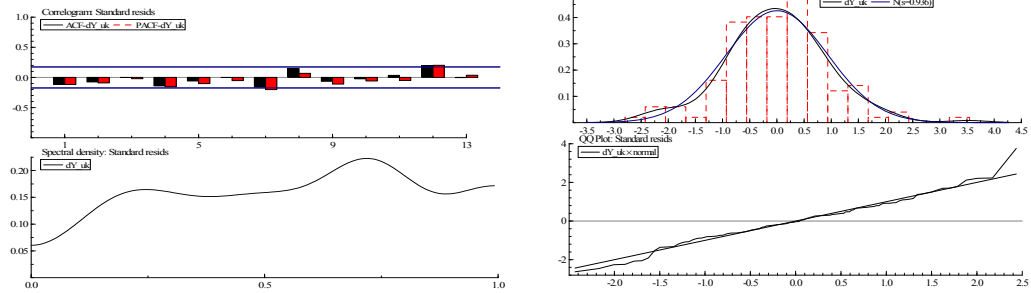 Correlogram: Standard resids
ACF-dY_uk PACF-dY_uk
1.0
0.5
0.0
-0.5
1 5 9 13
Spectral density: Standard resids
dY_uk
0.20
0.15
0.10
0.05
0.0 0.5 1.0
dY_uk N(s=0.936)
0.4
0.3
0.2
0.1
-3.5 -3.0 -2.5 -2.0 -1.5 -1.0 -0.5 0.0 0.5 1.0 1.5 2.0 2.5 3.0 3.5 4.0 4.5
QQ Plot: Standard resids
dY_uk×normal
4
2
0
-2
-2.0 -1.5 -1.0 -0.5 0.0 0.5 1.0 1.5 2.0 2.5